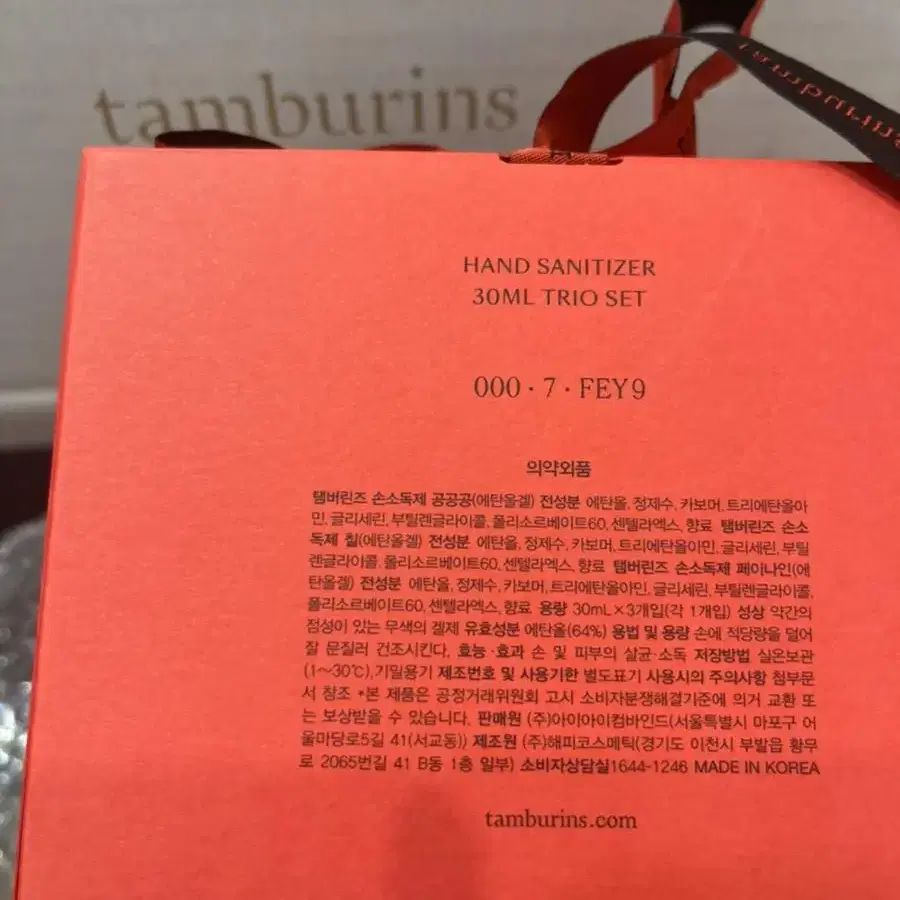 tamburins
tamburins
HAND SANITIZER
30ML TRIO SET
000 · 7 · FEY9
의약외품
탬버린즈 손소독제 공공공(에탄올겔) 전성분 에탄올, 정제수, 카보머, 트리에탄올아
민, 글리세린, 부틸렌글라이콜, 폴리소르베이트60, 센텔라엑스, 향료 탬버린즈 손소
독제 칠(에탄올겔) 전성분 에탄올, 정제수, 카보머, 트리에탄올아민, 글리세린, 부틸
렌글라이콜, 폴리소르베이트60, 센텔라엑스, 향료 탬버린즈 손소독제 페이나인(에
탄올겔) 전성분 에탄올, 정제수, 카보머, 트리에탄올아민, 글리세린, 부틸렌글라이콜,
폴리소르베이트60, 센텔라엑스, 향료 용량 30mL×3개입(각 1개입) 성상 약간의
점성이 있는 무색의 겔제 유효성분 에탄올(64%) 용법 및 용량 손에 적당량을 덜어
잘 문질러 건조시킨다. 효능·효과 손 및 피부의 살균·소독 저장방법 실온보관
(1~30℃), 기밀용기 제조번호 및 사용기한 별도표기 사용시의 주의사항 첨부문
서 참조 *본 제품은 공정거래위원회 고시 소비자분쟁해결기준에 의거 교환 또
는 보상받을 수 있습니다. 판매원 (주)아이아이컴바인드(서울특별시 마포구 어
울마당로5길 41(서교동)) 제조원 (주)해피코스메틱(경기도 이천시 부발읍 황무
로 2065번길 41 B동 1층 일부) 소비자상담실1644-1246 MADE IN KOREA
tamburins.com